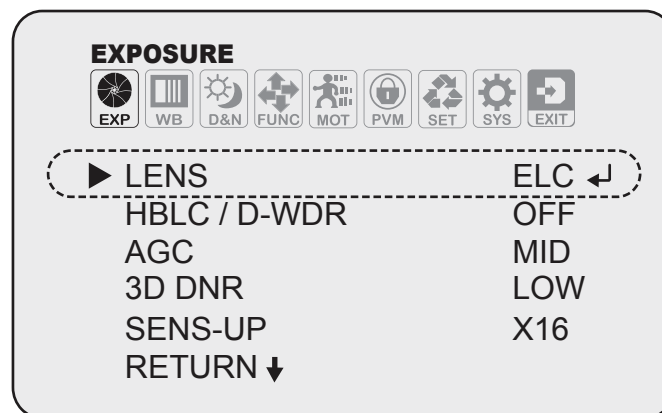 EXPOSURE
EXP WB D&N FUNC MOT PVM SET SYS EXIT
LENS ELC ↲
HBLC / D-WDR OFF
AGC MID
3D DNR LOW
SENS-UP X16
RETURN ↓